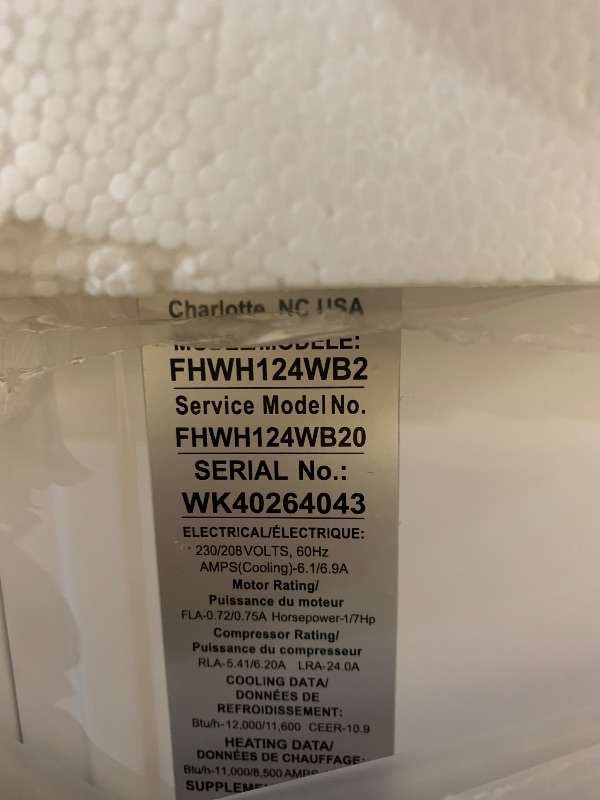 Charlotte, NC USA
MODEL/MODÈLE:
FHWH124WB2
Service Model No.
FHWH124WB20
SERIAL No.:
WK40264043
ELECTRICAL/ÉLECTRIQUE:
230/208VOLTS, 60Hz
AMPS(Cooling)-6.1/6.9A
Motor Rating/
Puissance du moteur
FLA-0.72/0.75A Horsepower-1/7Hp
Compressor Rating/
Puissance du compresseur
RLA-5.41/6.20A LRA-24.0A
COOLING DATA/
DONNÉES DE
REFROIDISSEMENT:
Btu/h-12,000/11,600 CEER-10.9
HEATING DATA/
DONNÉES DE CHAUFFAGE:
Btu/h-11,000/8,500 AMPS